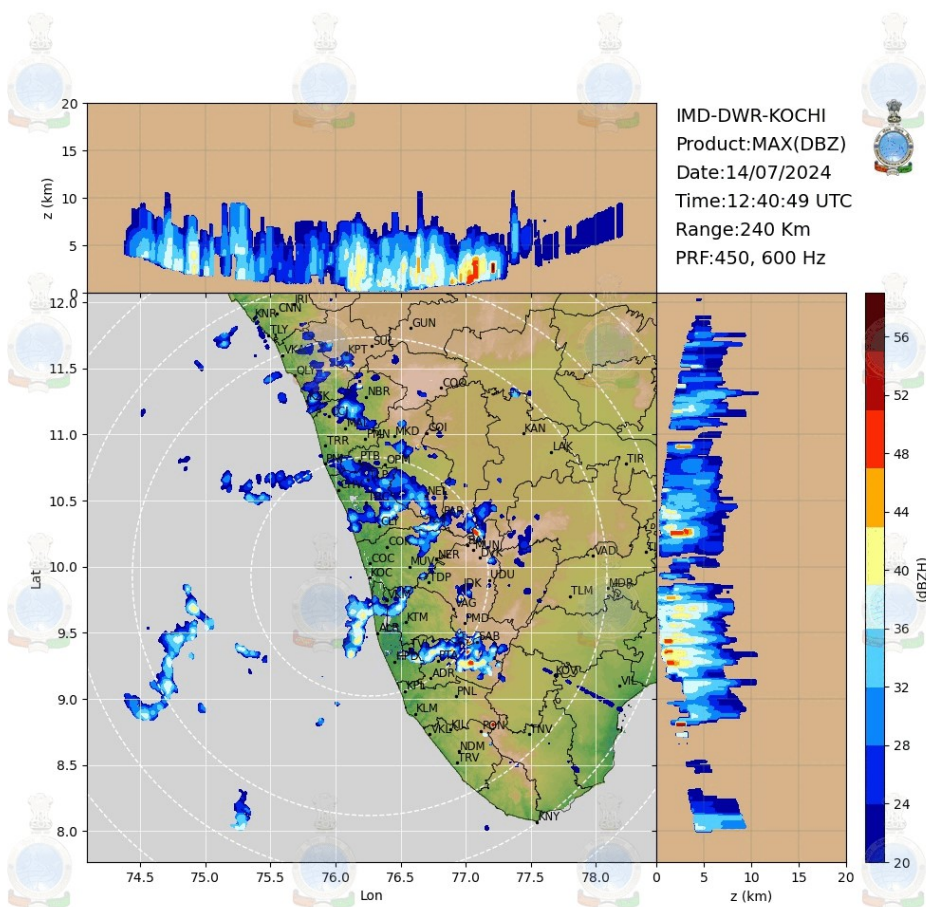 IMD-DWR-KOCHI
Product:MAX(DBZ)
Date:14/07/2024
Time:12:40:49 UTC
Range:240 Km
PRF:450, 600 Hz
20
15
10
5
0
z (km)
12.0
11.5
11.0
10.5
10.0
9.5
9.0
8.5
8.0
Lat
IRI
CNN
KNR
TLY
GUN
SUL
KPT
QLD
COO
NBR
MKD
COI
KAN
LAK
TIR
TRR
PTB
OPM
NEL
PAR
CLT
COC
KOC
MUV
NER
TDP
MUN
UDU
VAD
IDK
VAG
TLM
MDR
PMD
KTM
ALP
SAB
PTA
ADR
PNL
KOV
VIL
KLM
VKL
KIL
PON
TNV
NDM
TRV
KNY
74.5
75.0
75.5
76.0
76.5
77.0
77.5
78.0
Lon
0
5
10
15
20
z (km)
56
52
48
44
40
36
32
28
24
20
(dBZH)